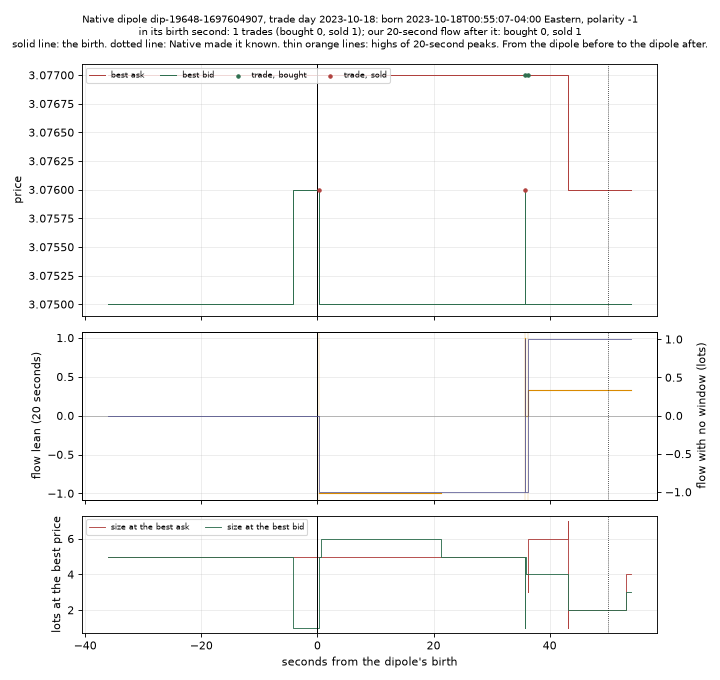 Native dipole dip-19648-1697604907, trade day 2023-10-18: born 2023-10-18T00:55:07-04:00 Eastern, polarity -1
in its birth second: 1 trades (bought 0, sold 1); our 20-second flow after it: bought 0, sold 1
solid line: the birth. dotted line: Native made it known. thin orange lines: highs of 20-second peaks. From the dipole before to the dipole after.
best ask
best bid
trade, bought
trade, sold
3.07700
3.07675
3.07650
3.07625
3.07600
3.07575
3.07550
3.07525
3.07500
price
1.0
0.5
0.0
−0.5
−1.0
flow lean (20 seconds)
1.0
0.5
0.0
−0.5
−1.0
flow with no window (lots)
size at the best ask
size at the best bid
6
4
2
lots at the best price
−40
−20
0
20
40
seconds from the dipole's birth